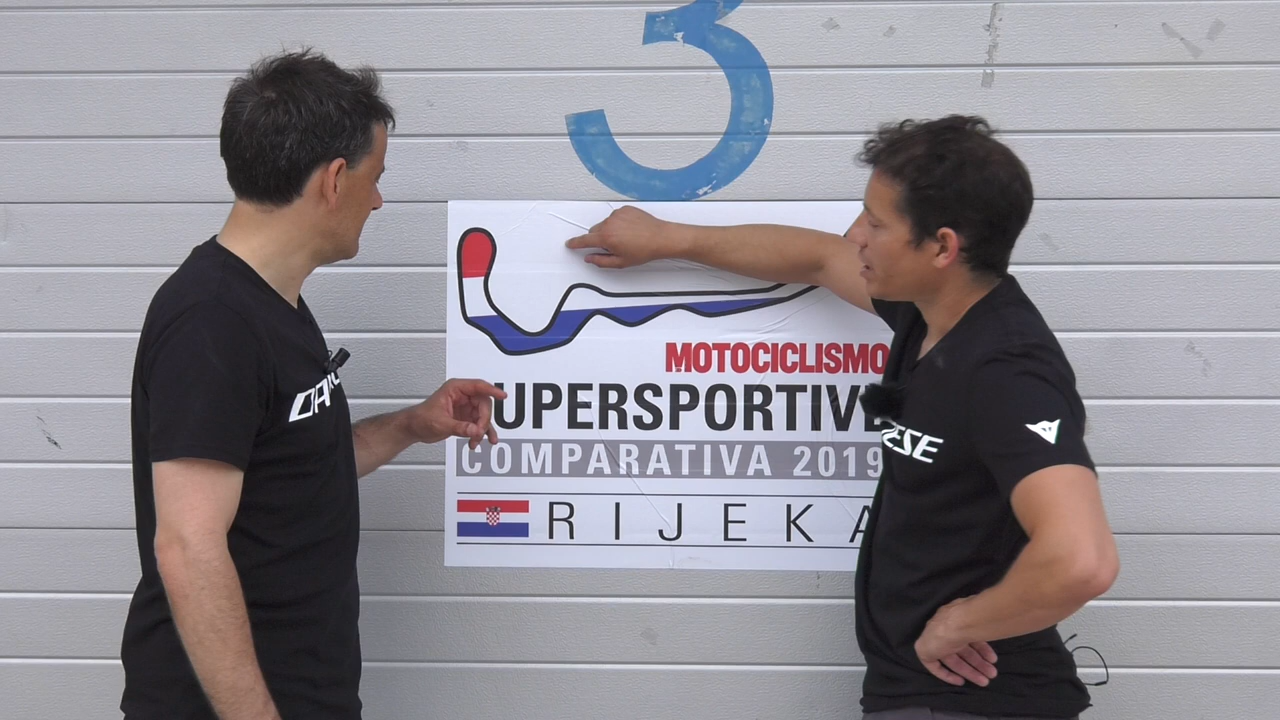 3
MOTOCICLISMO
UPERSPORTIVE
COMPARATIVA 2019
RIJEKA
DAI
ESE